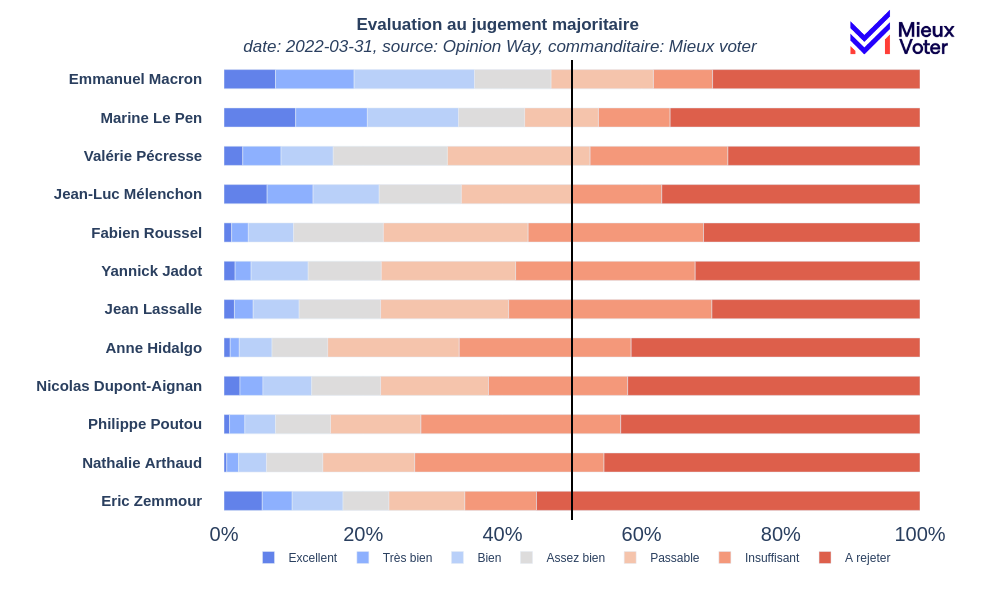 Evaluation au jugement majoritaire
date: 2022-03-31, source: Opinion Way, commanditaire: Mieux voter
Mieux
Voter
Emmanuel Macron
Marine Le Pen
Valérie Pécresse
Jean-Luc Mélenchon
Fabien Roussel
Yannick Jadot
Jean Lassalle
Anne Hidalgo
Nicolas Dupont-Aignan
Philippe Poutou
Nathalie Arthaud
Eric Zemmour
0% 20% 40% 60% 80% 100%
Excellent Très bien Bien Assez bien Passable Insuffisant A rejeter